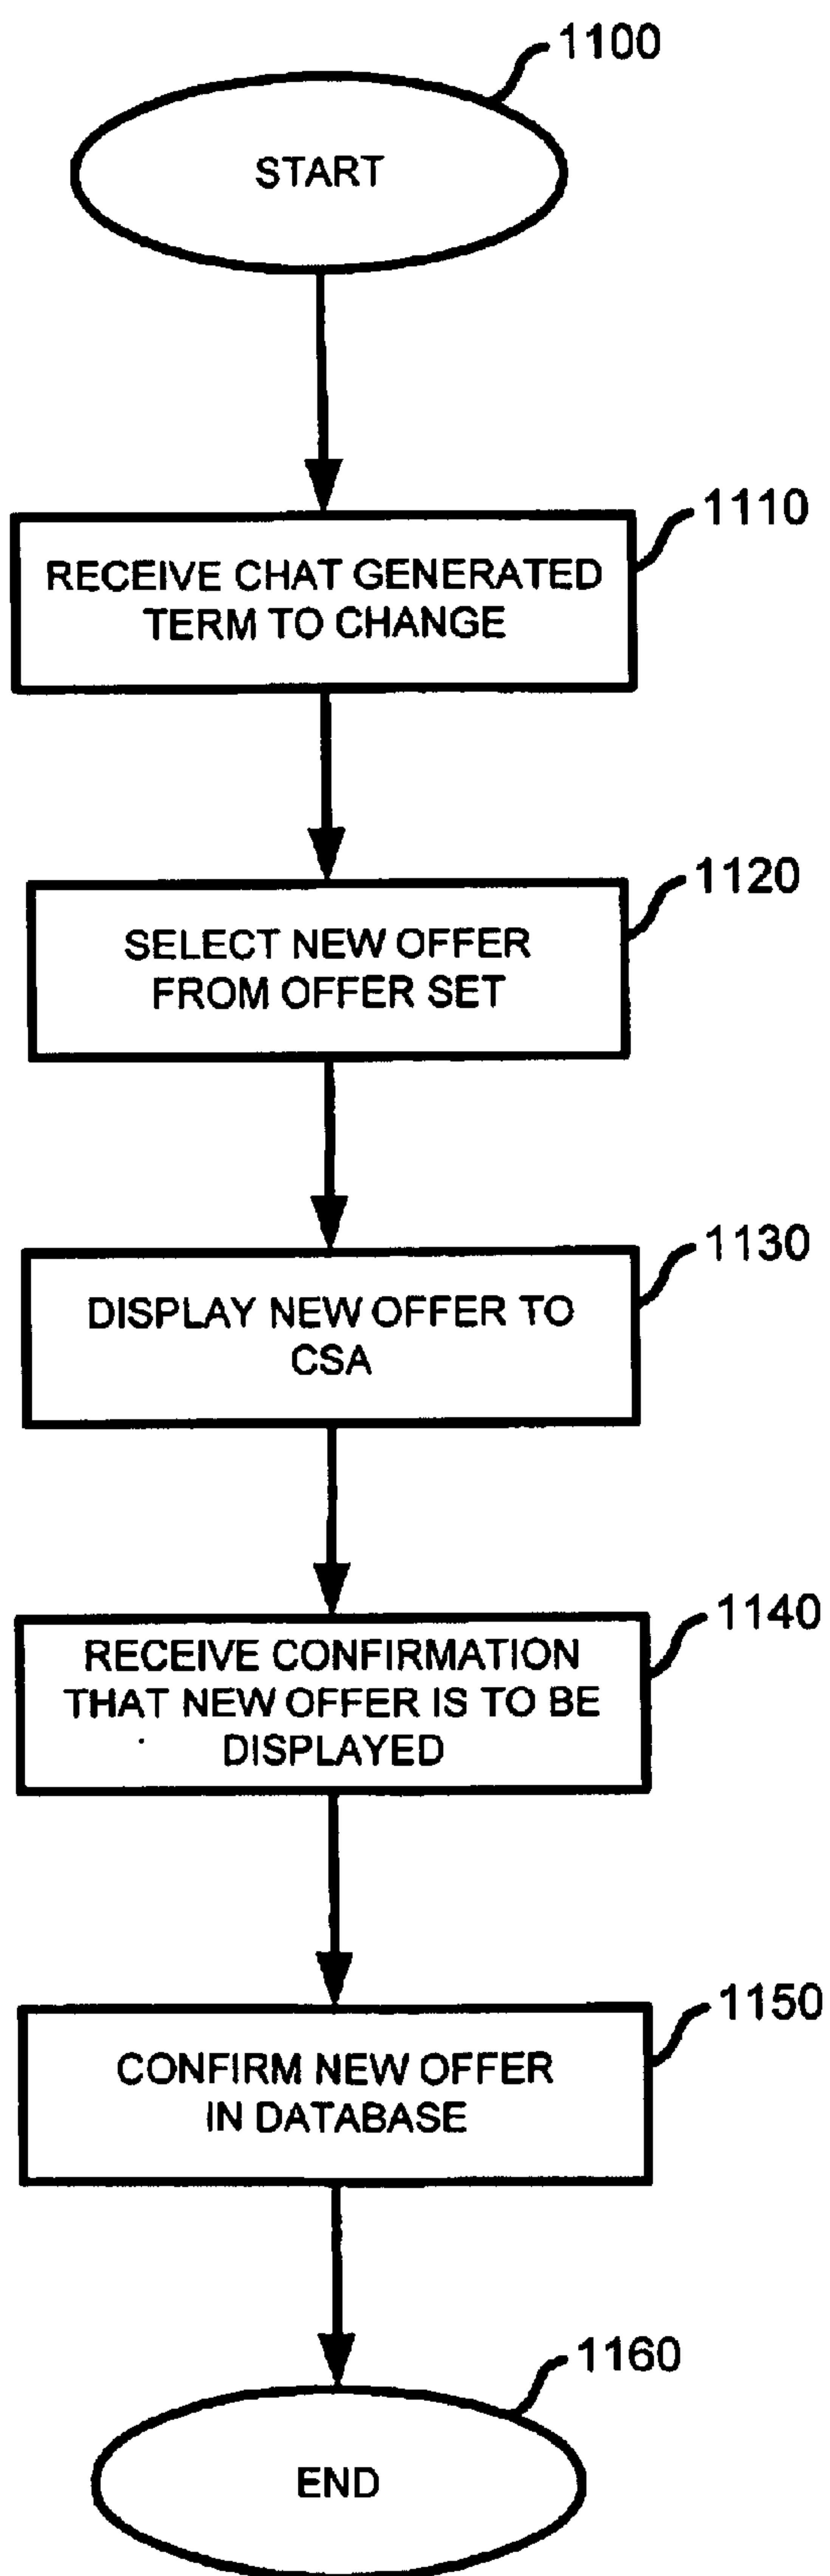 1100
START
1110
RECEIVE CHAT GENERATED
TERM TO CHANGE
1120
SELECT NEW OFFER
FROM OFFER SET
1130
DISPLAY NEW OFFER TO
CSA
1140
RECEIVE CONFIRMATION
THAT NEW OFFER IS TO BE
DISPLAYED
1150
CONFIRM NEW OFFER
IN DATABASE
1160
END